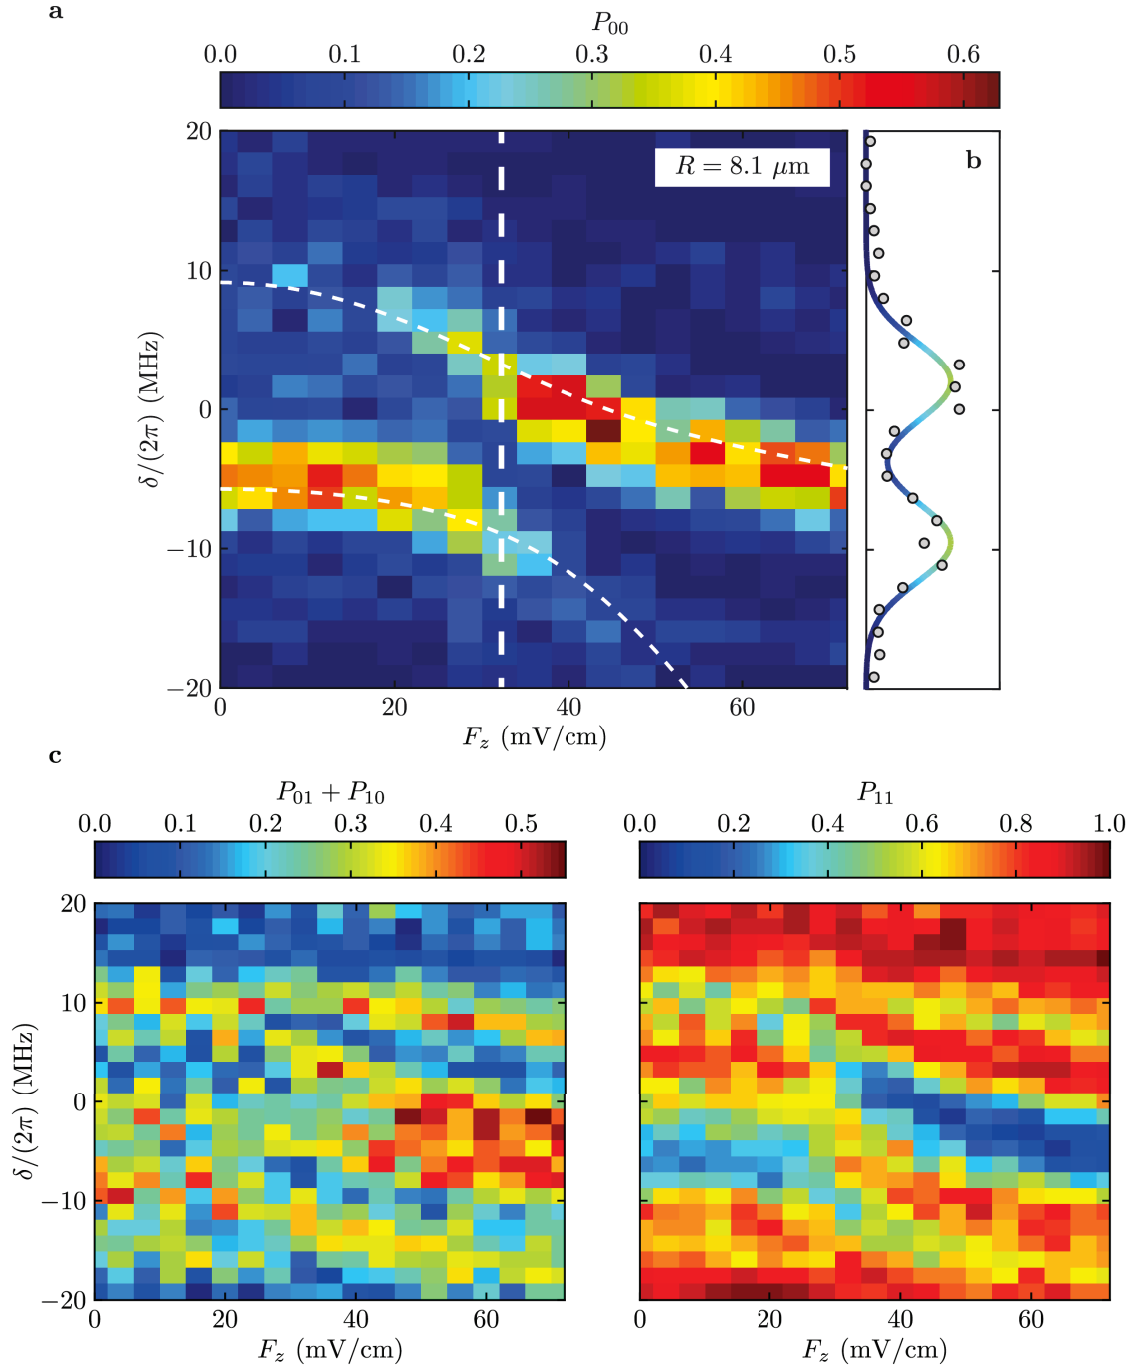 a
P₀₀
0.0 0.1 0.2 0.3 0.4 0.5 0.6
20
10
0
−10
−20
δ/(2π) (MHz)
R = 8.1 μm
b
20 40 60
0
F_z (mV/cm)
c
P₀₁ + P₁₀
0.0 0.1 0.2 0.3 0.4 0.5
20
10
0
−10
−20
δ/(2π) (MHz)
0 20 40 60
F_z (mV/cm)
P₁₁
0.0 0.2 0.4 0.6 0.8 1.0
0 20 40 60
F_z (mV/cm)